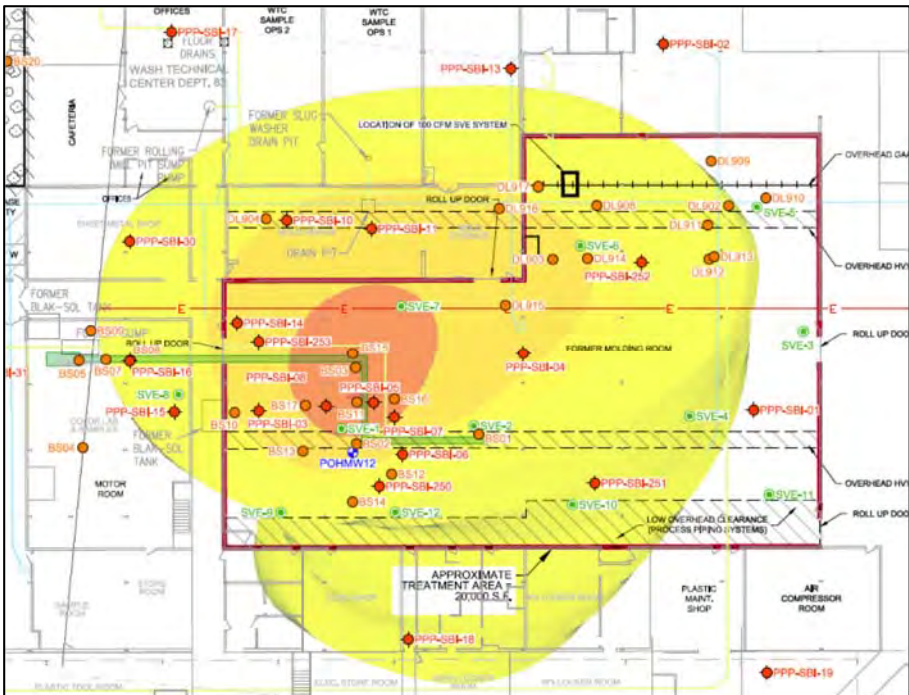 OFFICES
WTC
SAMPLE
OPS 2
WTC
SAMPLE
OPS 1
PPP-SBI-17
PPP-SBI-02
FLOOR
DRAINS
BS20
PPP-SBI-13
WASH TECHNICAL
CENTER DEPT. 83
CAFETERIA
FORMER SLUG
WASHER
DRAIN PIT
LOCATION OF 100 CFM SVE SYSTEM
FORMER ROLLING
MILL PIT SUMP
PUMP
DL909
OFFICES
DL917
DL910
DL904
PPP-SBI-10
ROLL UP DOOR
DL916
DL908
DL902
SVE-5
PPP-SBI-11
DL911
PPP-SBI-30
DRAIN PIT
SVE-6
OVERHEAD HVS
DL903
DL914
PPP-SBI-252
DL913
DL912
FORMER
BLAK-SOL TANK
SVE-7
DL915
E
E
E
E
PPP-SBI-14
BS09
SVE-3
ROLL UP DOOR
PPP-SBI-253
FORMER MOLDING ROOM
ROLL UP DOO
BS08
BS15
BS05
BS07
PPP-SBI-16
BS03
PPP-SBI-04
PPP-SBI-08
PPP-SBI-05
SVE-8
BS17
BS16
PPP-SBI-15
BS10
PPP-SBI-03
BS11
PPP-SBI-07
SVE-4
PPP-SBI-01
SVE-1
SVE-2
BS04
FORMER
BLAK-SOL
TANK
BS02
BS01
BS13
PPP-SBI-06
POHMW12
MOTOR
ROOM
BS12
PPP-SBI-250
PPP-SBI-251
OVERHEAD HVS
BS14
SVE-11
SVE-9
SVE-12
SVE-10
ROLL UP DOO
LOW OVERHEAD CLEARANCE
(PROCESS PIPING SYSTEMS)
APPROXIMATE
TREATMENT AREA
20,000 S.F.
PLASTIC
MAINT.
SHOP
AIR
COMPRESSOR
ROOM
STORE
ROOM
SAMPLE
ROOM
PPP-SBI-18
PPP-SBI-19
PLASTIC TOOL ROOM
ELEC. STORE ROOM